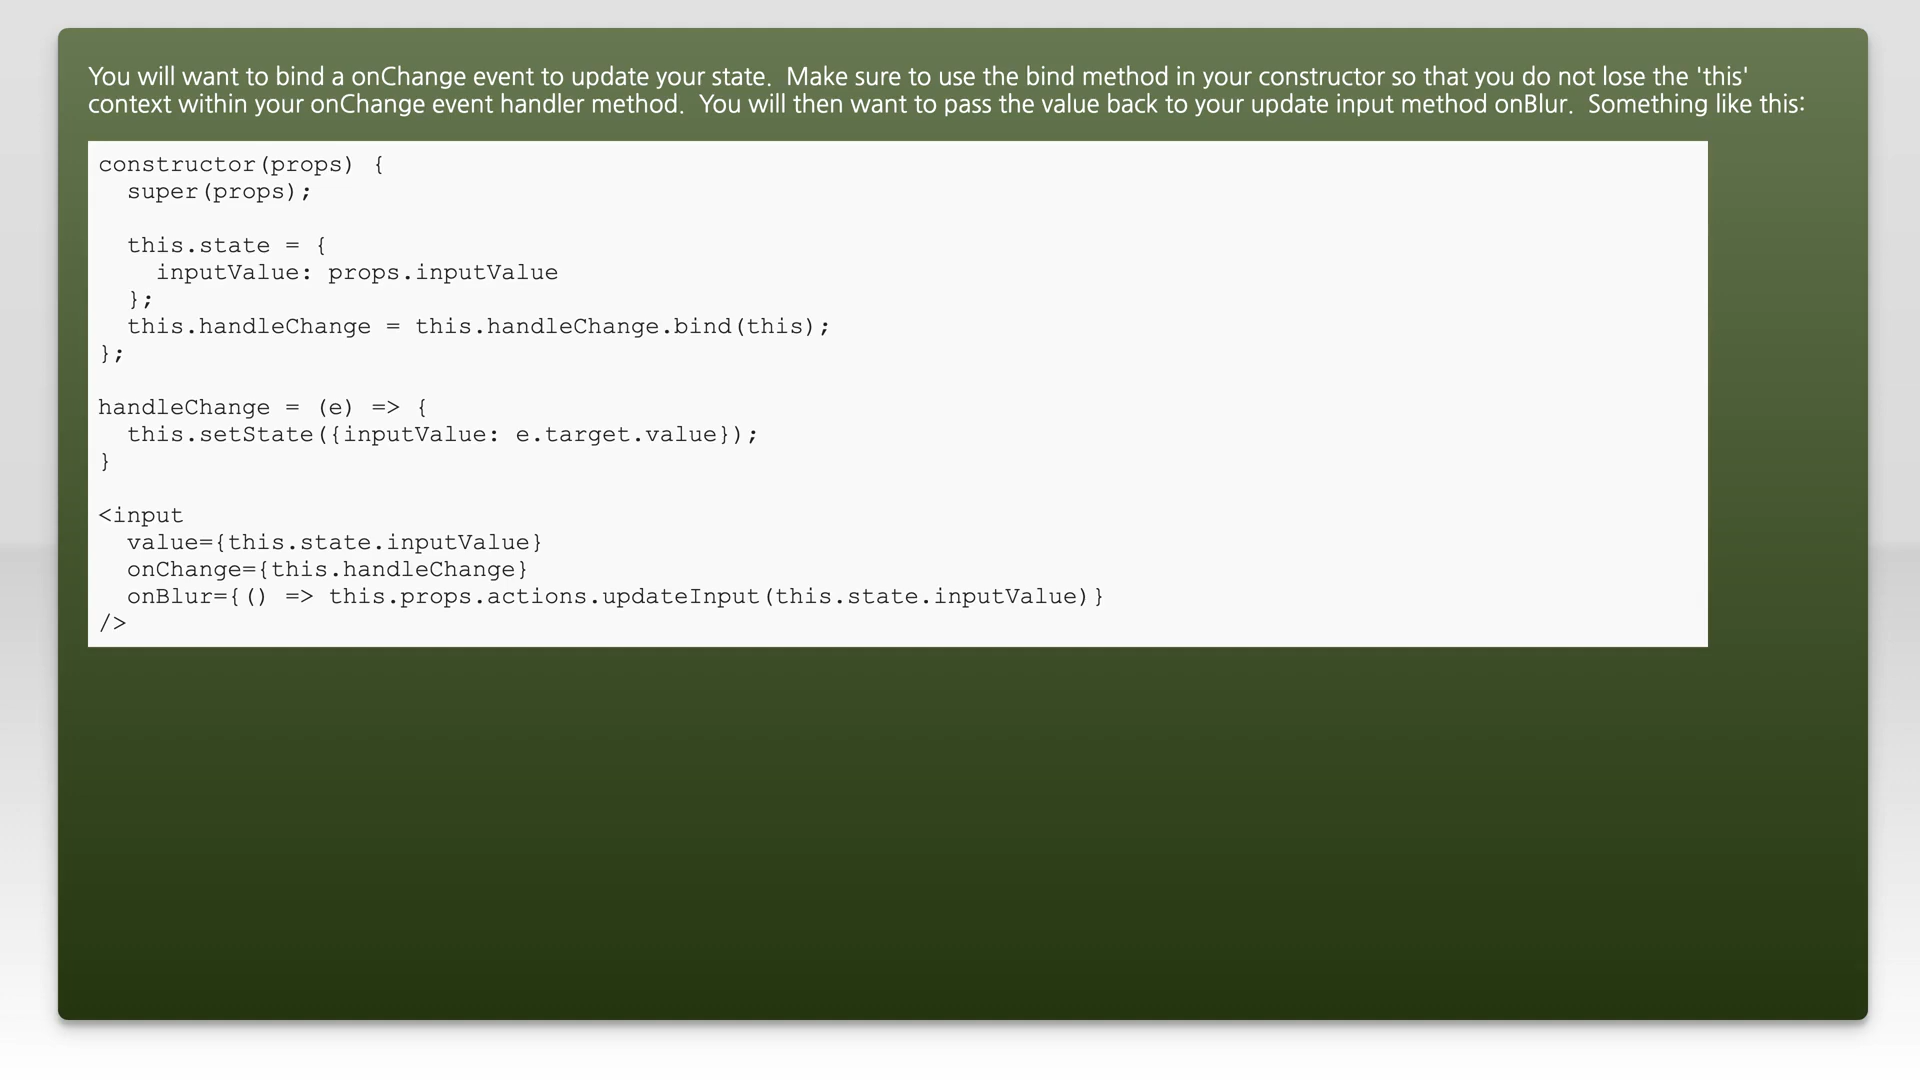 You will want to bind a onChange event to update your state.  Make sure to use the bind method in your constructor so that you do not lose the 'this'
context within your onChange event handler method.  You will then want to pass the value back to your update input method onBlur.  Something like this:
constructor(props) {
  super(props);
  this.state = {
    inputValue: props.inputValue
  };
  this.handleChange = this.handleChange.bind(this);
};
handleChange = (e) => {
  this.setState({inputValue: e.target.value});
}
<input
  value={this.state.inputValue}
  onChange={this.handleChange}
  onBlur={() => this.props.actions.updateInput(this.state.inputValue)}
/>